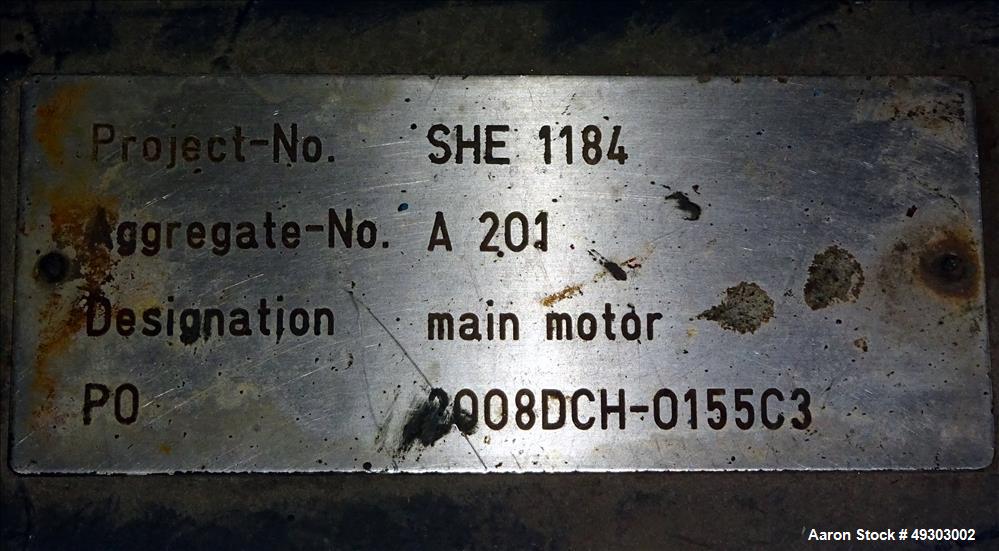 Project-No. SHE 1184
Aggregate-No. A 201
Designation main motor
PO 2008DCH-0155C3
Aaron Stock # 49303002